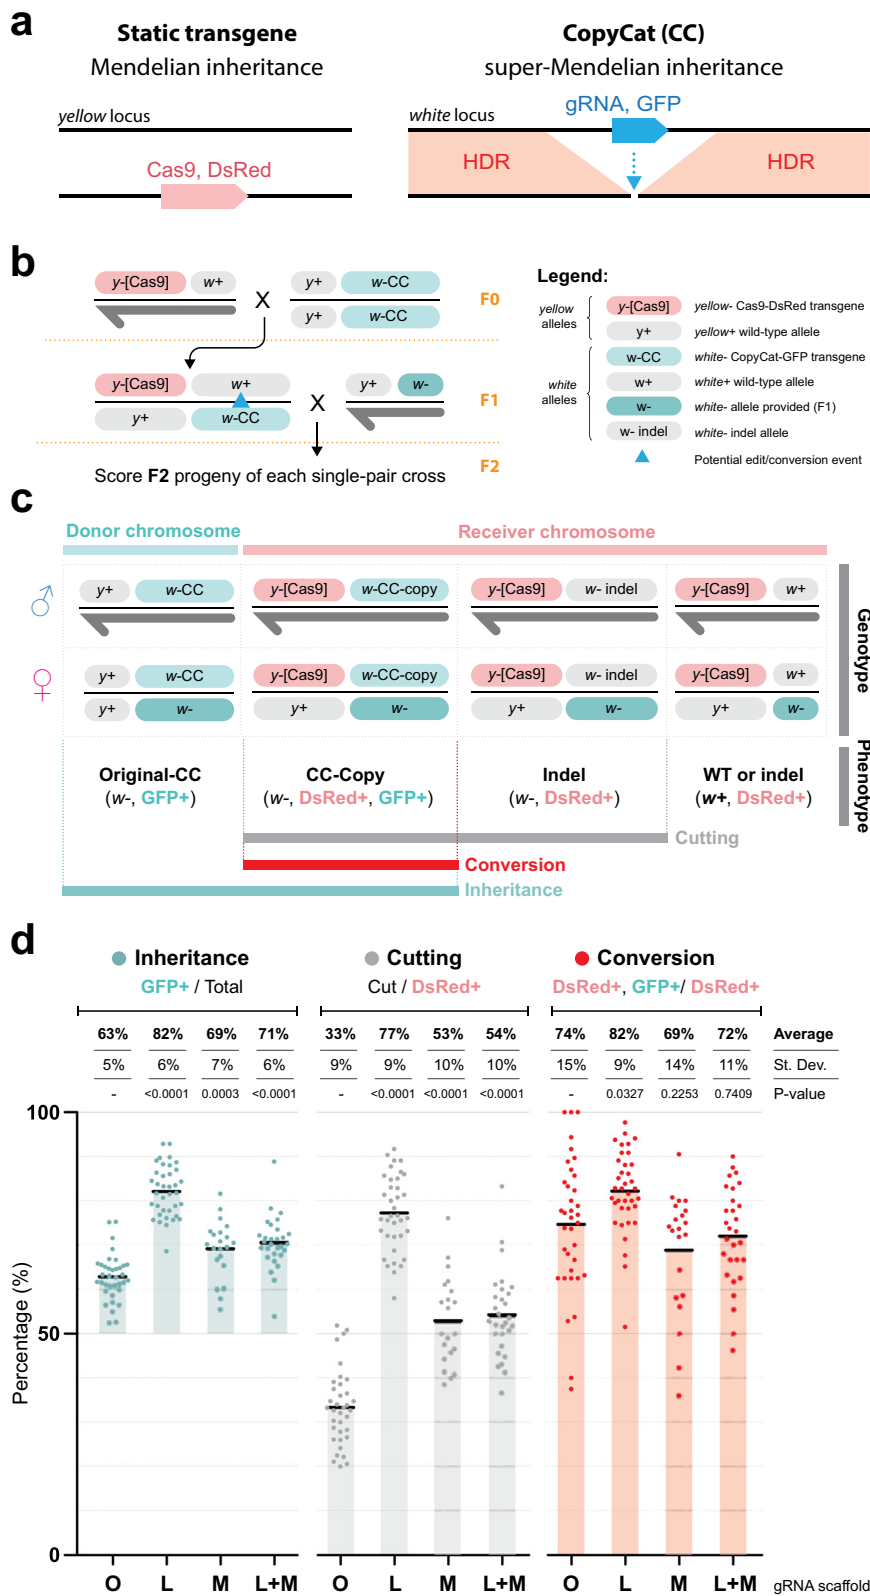 a
Static transgene
Mendelian inheritance
CopyCat (CC)
super-Mendelian inheritance
yellow locus
Cas9, DsRed
white locus
gRNA, GFP
HDR
HDR
b
y-[Cas9] w+ X y+ w-CC
y+ w-CC
F0
y-[Cas9] w+ X y+ w-
y+ w-CC
F1
Score F2 progeny of each single-pair cross
F2
Legend:
yellow alleles
y-[Cas9] yellow- Cas9-DsRed transgene
y+ yellow+ wild-type allele
white alleles
w-CC white- CopyCat-GFP transgene
w+ white+ wild-type allele
w- white- allele provided (F1)
w- indel white- indel allele
Potential edit/conversion event
c
Donor chromosome Receiver chromosome
♂ y+ w-CC y-[Cas9] w-CC-copy y-[Cas9] w- indel y-[Cas9] w+
♀ y+ w-CC y-[Cas9] w-CC-copy y-[Cas9] w- indel y-[Cas9] w+
y+ w- y+ w- y+ w- y+ w-
Genotype
Original-CC CC-Copy Indel WT or indel
(w-, GFP+) (w-, DsRed+, GFP+) (w-, DsRed+) (w+, DsRed+)
Phenotype
Cutting
Conversion
Inheritance
d
Inheritance Cutting Conversion
GFP+ / Total Cut / DsRed+ DsRed+, GFP+/ DsRed+
63% 82% 69% 71% 33% 77% 53% 54% 74% 82% 69% 72% Average
5% 6% 7% 6% 9% 9% 10% 10% 15% 9% 14% 11% St. Dev.
- <0.0001 0.0003 <0.0001 - <0.0001 <0.0001 <0.0001 - 0.0327 0.2253 0.7409 P-value
100
50
0
Percentage (%)
O L M L+M O L M L+M O L M L+M gRNA scaffold